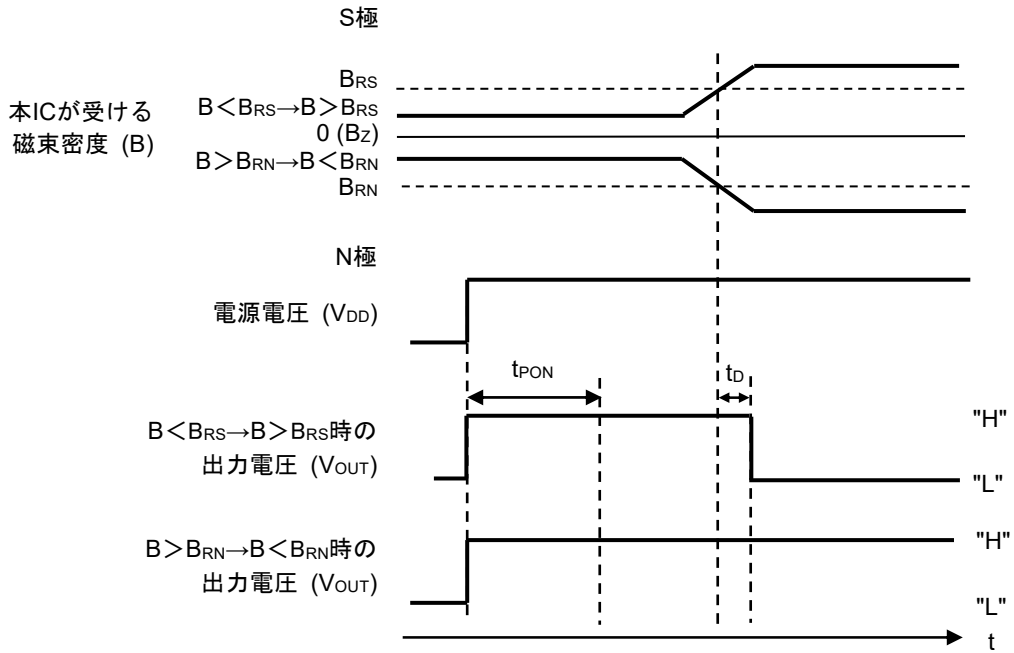 S極
BRS
本ICが受ける
磁束密度 (B)
B＜BRS→B＞BRS
0 (BZ)
B＞BRN→B＜BRN
BRN
N極
電源電圧 (VDD)
tPON
tD
B＜BRS→B＞BRS時の
出力電圧 (VOUT)
"H"
"L"
B＞BRN→B＜BRN時の
出力電圧 (VOUT)
"H"
"L"
t